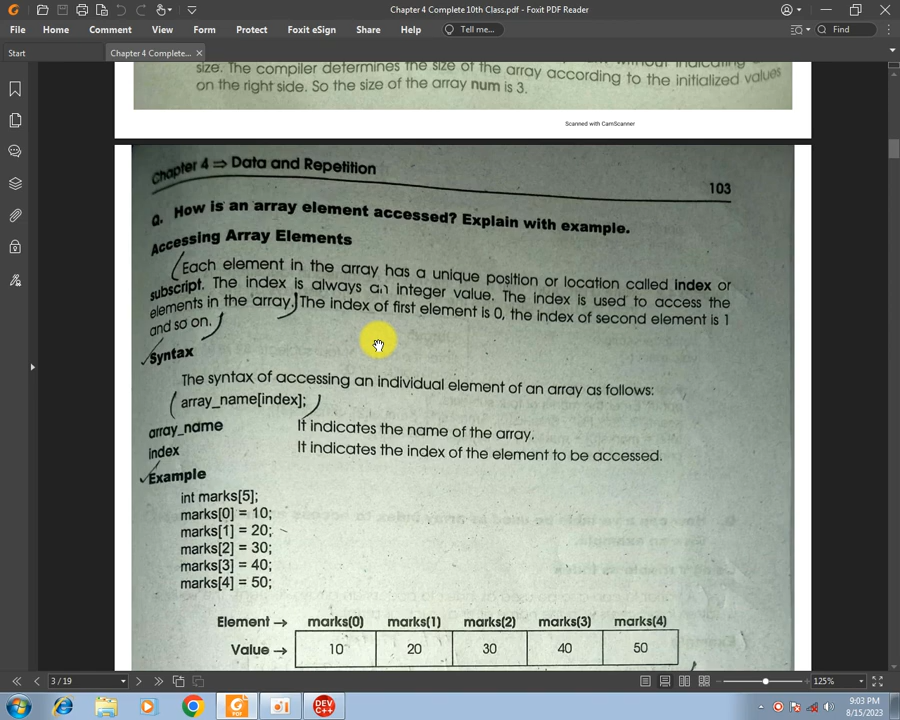 Chapter 4 Complete 10th Class.pdf - Foxit PDF Reader
File Home Comment View Form Protect Foxit eSign Share Help Tell me... Find
Start Chapter 4 Complete...
size. The compiler determines the size of the array according to the initialized values
on the right side. So the size of the array num is 3.
Scanned with CamScanner
Chapter 4 ⇒ Data and Repetition
103
Q. How is an array element accessed? Explain with example.
Accessing Array Elements
Each element in the array has a unique position or location called index or
subscript. The index is always an integer value. The index is used to access the
elements in the array. The index of first element is 0, the index of second element is 1
and so on.
Syntax
The syntax of accessing an individual element of an array as follows:
array_name[index];
array_name It indicates the name of the array.
index It indicates the index of the element to be accessed.
Example
int marks[5];
marks[0] = 10;
marks[1] = 20;
marks[2] = 30;
marks[3] = 40;
marks[4] = 50;
Element → marks(0) marks(1) marks(2) marks(3) marks(4)
Value → 10 20 30 40 50
3 / 19 125%
DEV C++ 9:03 PM
8/15/2023